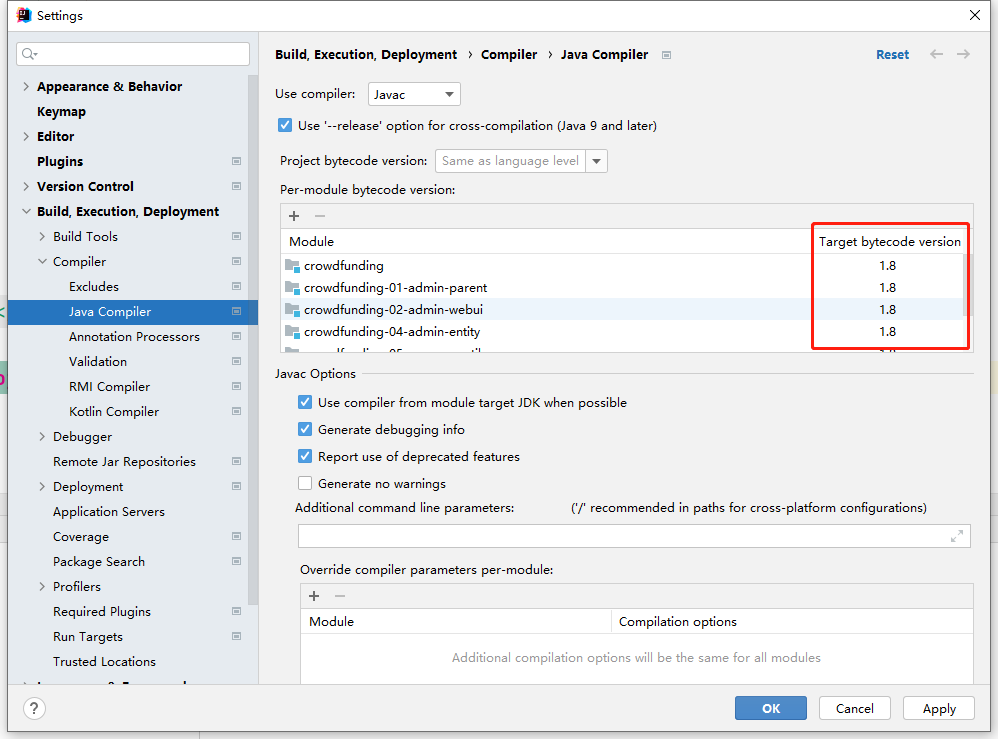 Settings
Appearance & Behavior
Keymap
Editor
Plugins
Version Control
Build, Execution, Deployment
Build Tools
Compiler
Excludes
Java Compiler
Annotation Processors
Validation
RMI Compiler
Kotlin Compiler
Debugger
Remote Jar Repositories
Deployment
Application Servers
Coverage
Package Search
Profilers
Required Plugins
Run Targets
Trusted Locations
Build, Execution, Deployment › Compiler › Java Compiler
Reset
Use compiler: Javac
Use '--release' option for cross-compilation (Java 9 and later)
Project bytecode version: Same as language level
Per-module bytecode version:
Module Target bytecode version
crowdfunding 1.8
crowdfunding-01-admin-parent 1.8
crowdfunding-02-admin-webui 1.8
crowdfunding-04-admin-entity 1.8
Javac Options
Use compiler from module target JDK when possible
Generate debugging info
Report use of deprecated features
Generate no warnings
Additional command line parameters: ('/' recommended in paths for cross-platform configurations)
Override compiler parameters per-module:
Module Compilation options
Additional compilation options will be the same for all modules
? OK Cancel Apply